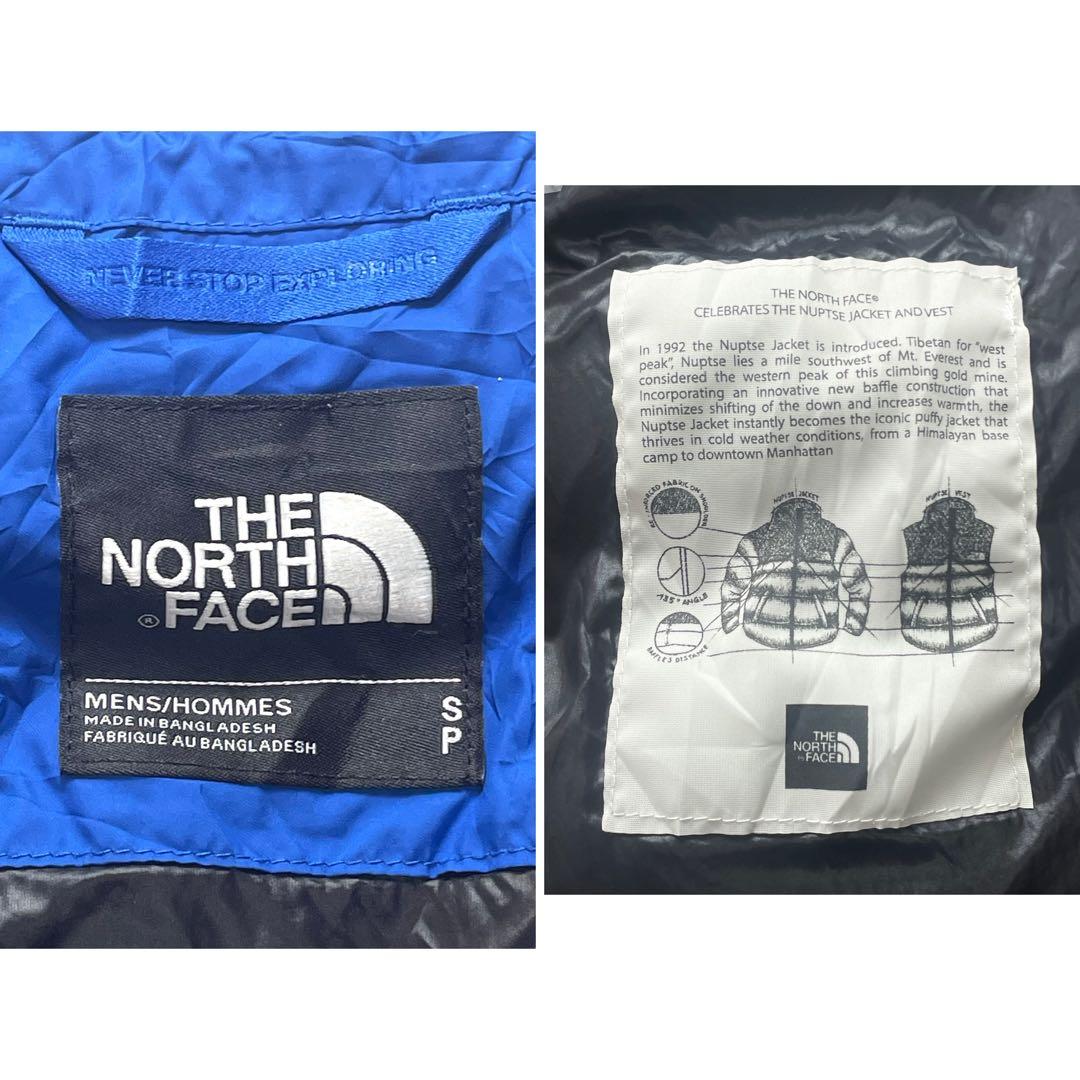 NEVER STOP EXPLORING
THE
NORTH
FACE
®
MENS/HOMMES
MADE IN BANGLADESH
FABRIQUÉ AU BANGLADESH
S
P
THE NORTH FACE®
CELEBRATES THE NUPTSE JACKET AND VEST
In 1992 the Nuptse Jacket is introduced. Tibetan for "west
peak", Nuptse lies a mile southwest of Mt. Everest and is
considered the western peak of this climbing gold mine.
Incorporating an innovative new baffle construction that
minimizes shifting of the down and increases warmth, the
Nuptse Jacket instantly becomes the iconic puffy jacket that
thrives in cold weather conditions, from a Himalayan base
camp to downtown Manhattan
FABRIC ON
NUPTSE JACKET
NUPTSE VEST
135° ANGLE
BAFFLES DISTANCE
THE
NORTH
FACE